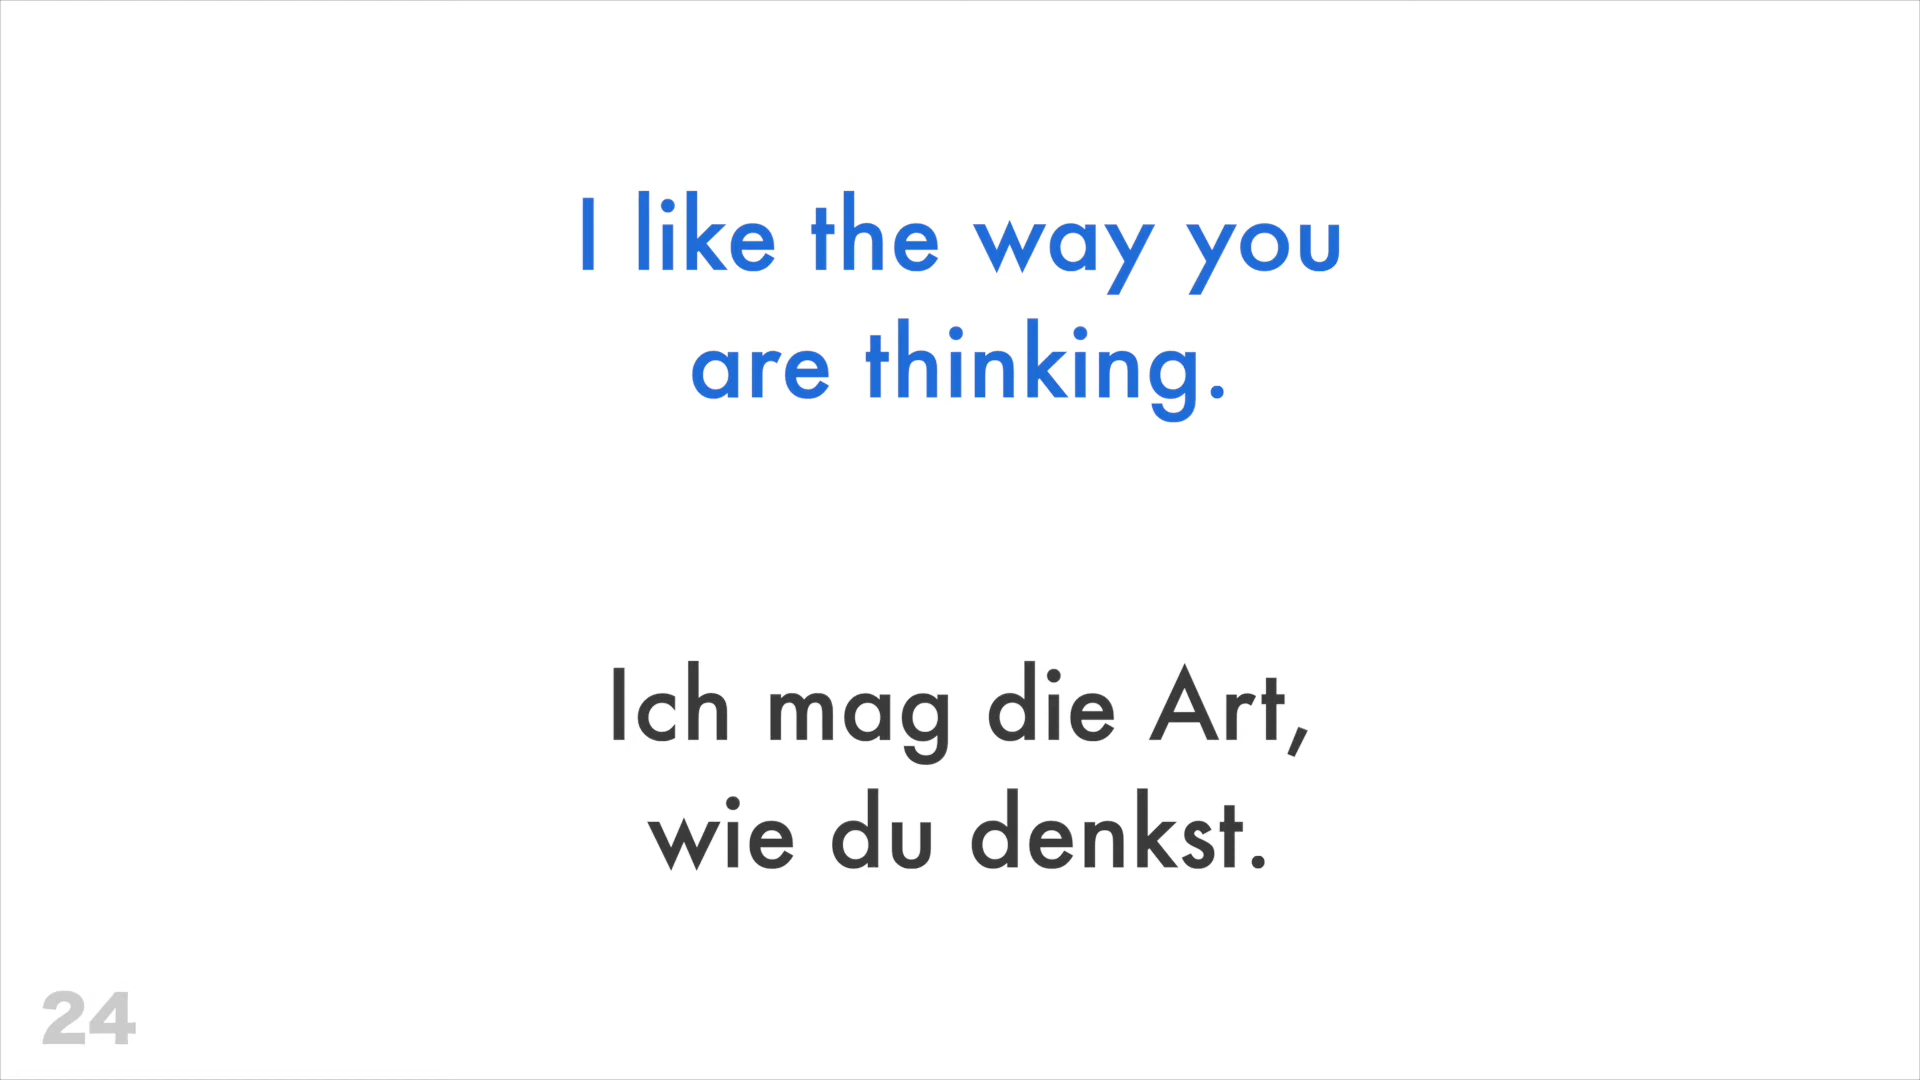 I like the way you
are thinking.
Ich mag die Art,
wie du denkst.
24